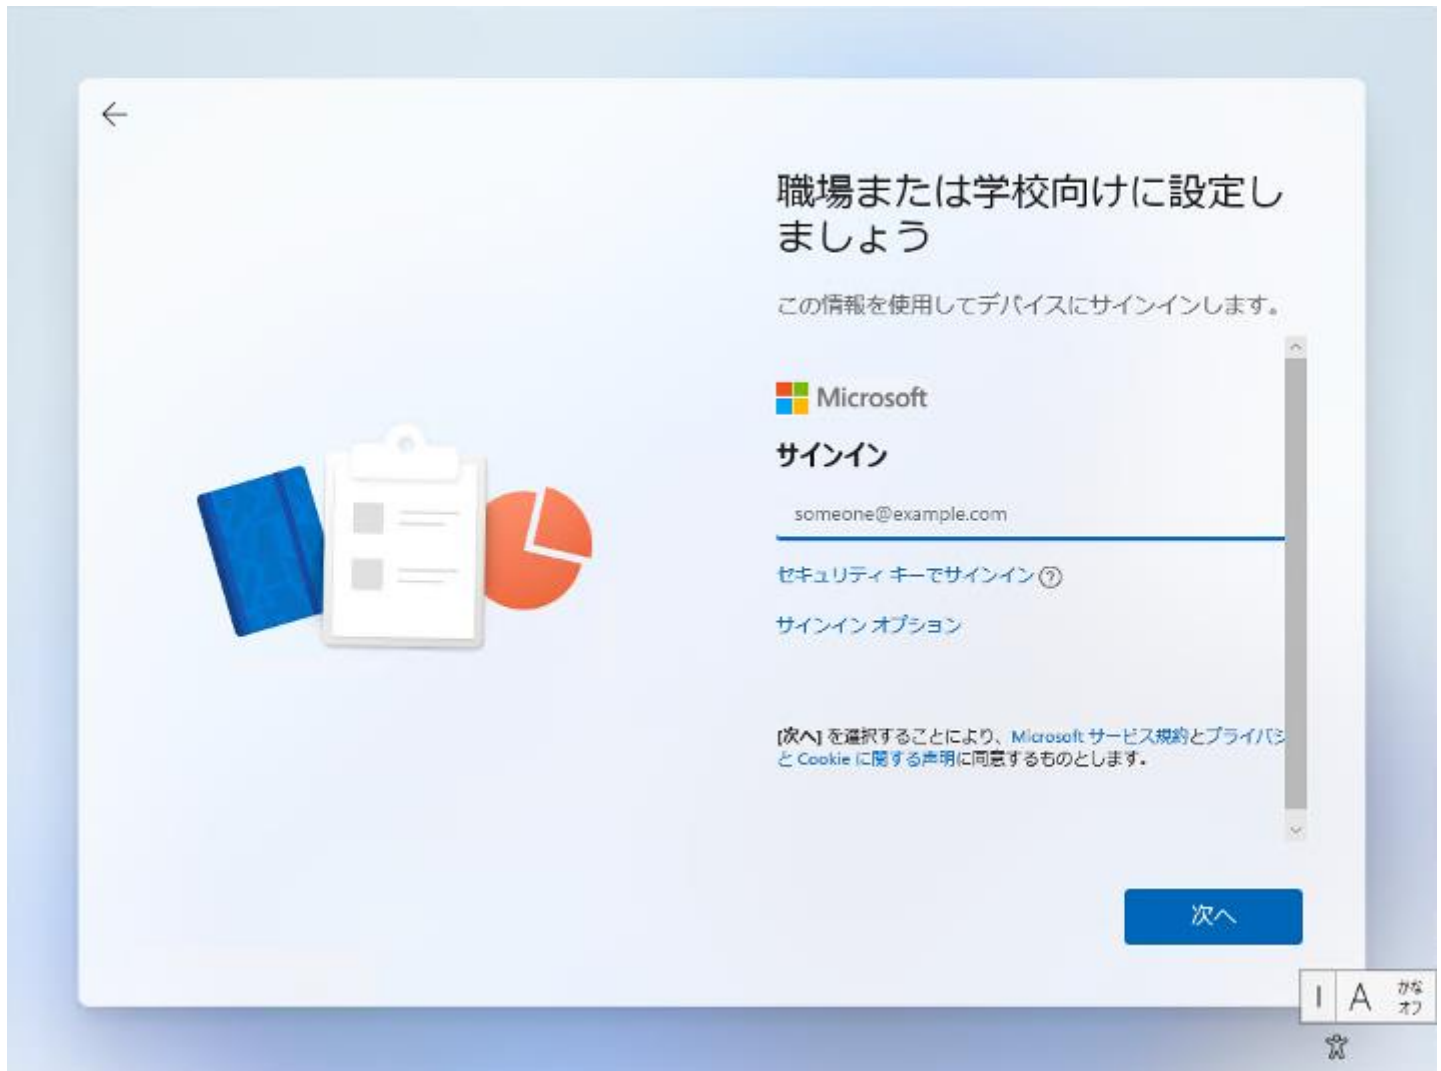 職場または学校向けに設定し
ましょう
この情報を使用してデバイスにサインインします。
Microsoft
サインイン
someone@example.com
セキュリティ キーでサインイン
サインイン オプション
[次へ] を選択することにより、Microsoft サービス規約とプライバシ
と Cookie に関する声明に同意するものとします。
次へ
A かな
オフ